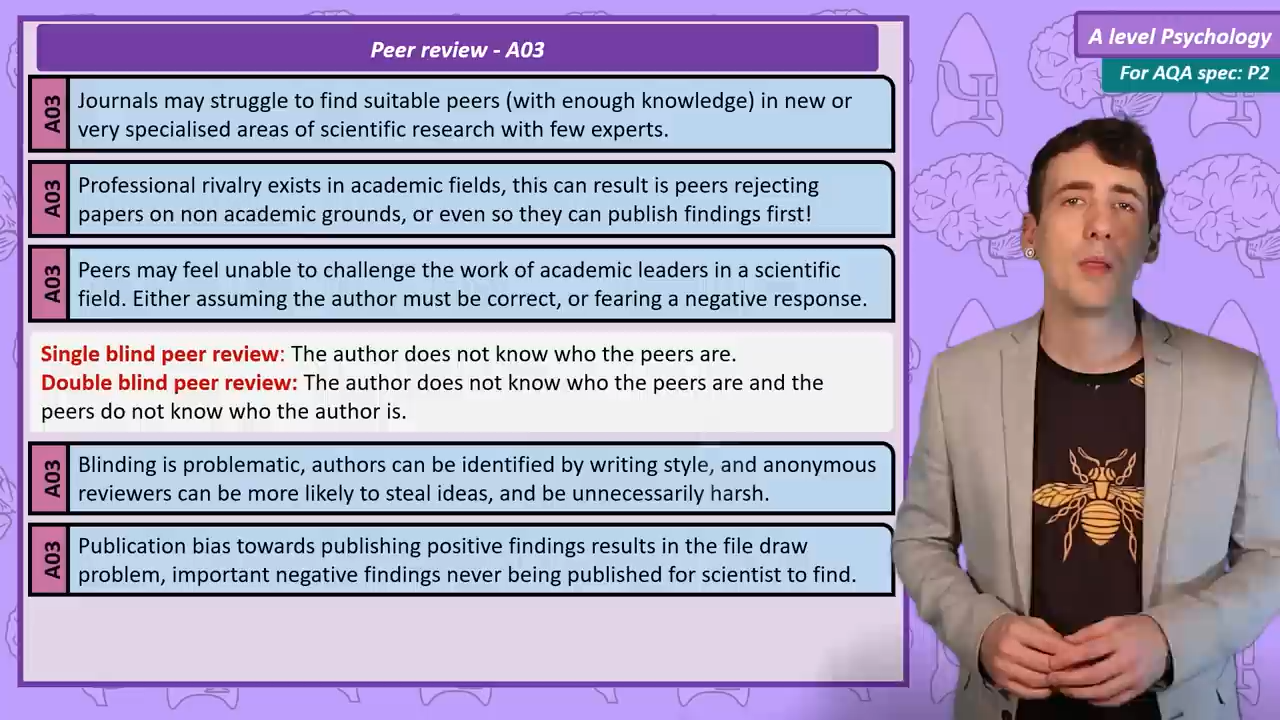 Peer review - A03
A level Psychology
For AQA spec: P2
A03
Journals may struggle to find suitable peers (with enough knowledge) in new or
very specialised areas of scientific research with few experts.
A03
Professional rivalry exists in academic fields, this can result is peers rejecting
papers on non academic grounds, or even so they can publish findings first!
A03
Peers may feel unable to challenge the work of academic leaders in a scientific
field. Either assuming the author must be correct, or fearing a negative response.
Single blind peer review: The author does not know who the peers are.
Double blind peer review: The author does not know who the peers are and the
peers do not know who the author is.
A03
Blinding is problematic, authors can be identified by writing style, and anonymous
reviewers can be more likely to steal ideas, and be unnecessarily harsh.
A03
Publication bias towards publishing positive findings results in the file draw
problem, important negative findings never being published for scientist to find.